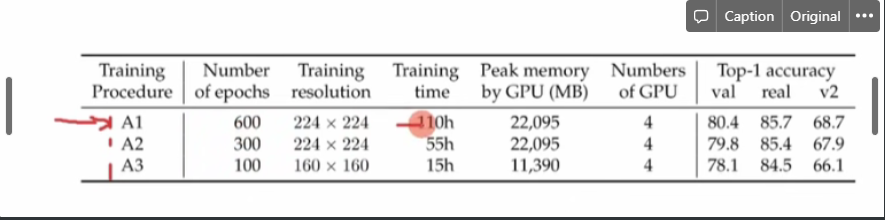 Caption Original
Training Number Training Training Peak memory Numbers Top-1 accuracy
Procedure of epochs resolution time by GPU (MB) of GPU val real v2
A1 600 224 × 224 110h 22,095 4 80.4 85.7 68.7
A2 300 224 × 224 55h 22,095 4 79.8 85.4 67.9
A3 100 160 × 160 15h 11,390 4 78.1 84.5 66.1